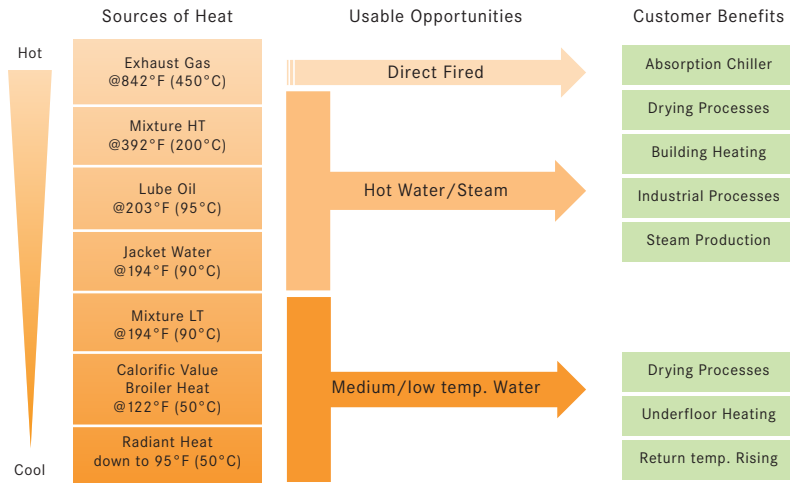 Sources of Heat
Usable Opportunities
Customer Benefits
Hot
Cool
Exhaust Gas
@842°F (450°C)
Mixture HT
@392°F (200°C)
Lube Oil
@203°F (95°C)
Jacket Water
@194°F (90°C)
Mixture LT
@194°F (90°C)
Calorific Value
Broiler Heat
@122°F (50°C)
Radiant Heat
down to 95°F (50°C)
Direct Fired
Hot Water/Steam
Medium/low temp. Water
Absorption Chiller
Drying Processes
Building Heating
Industrial Processes
Steam Production
Drying Processes
Underfloor Heating
Return temp. Rising